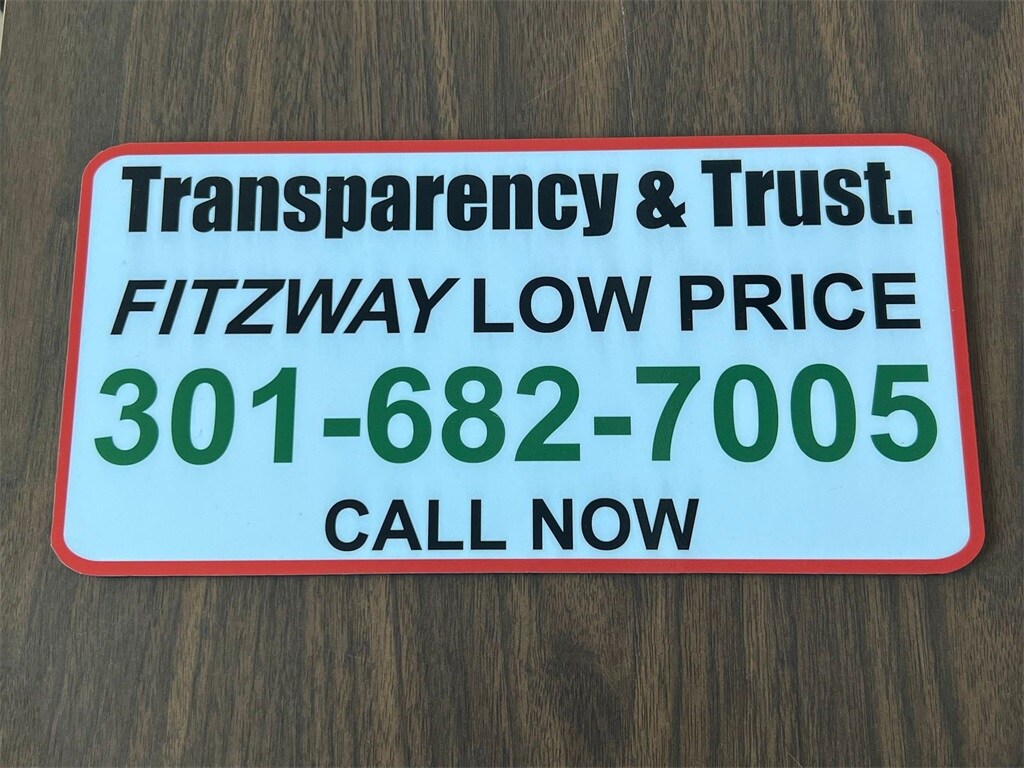 Transparency & Trust.
FITZWAY LOW PRICE
301-682-7005
CALL NOW